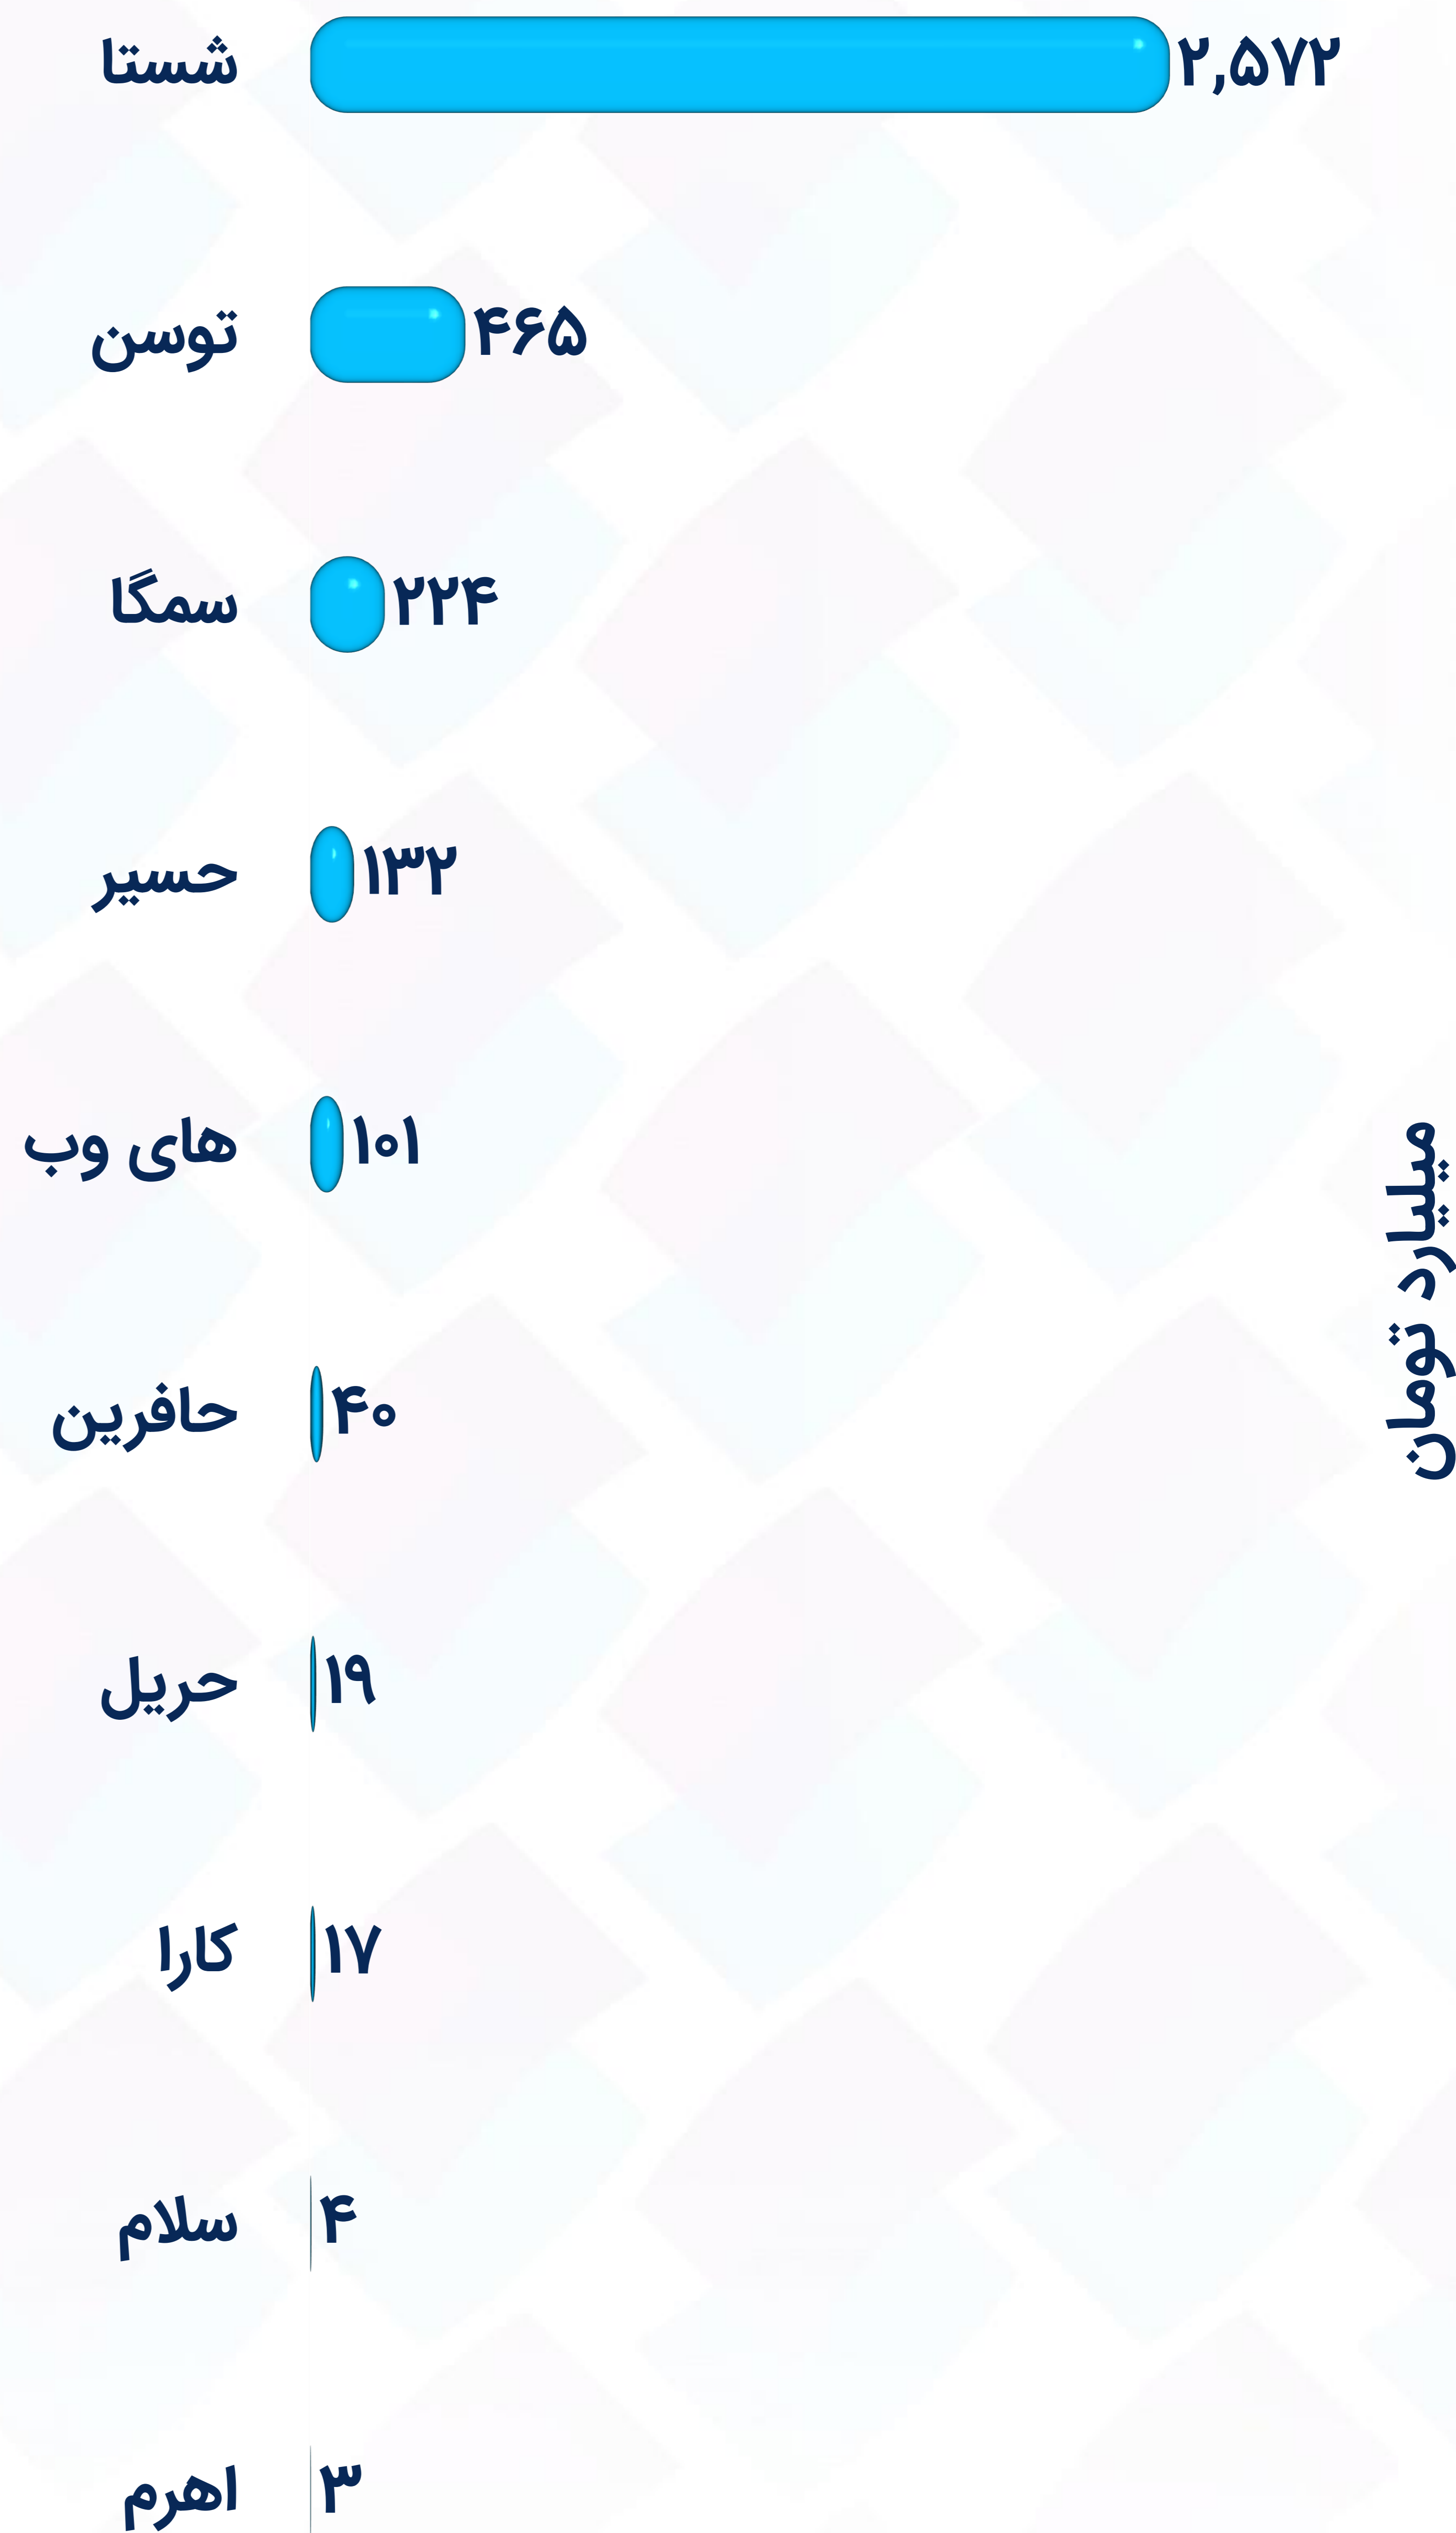 شستا ۲,۵۷۲
توسن ۴۶۵
سمگا ۲۲۴
حسیر ۱۳۲
های وب ۱۰۱
حآفرین ۴۰
حریل ۱۹
کارا ۱۷
سلام ۴
اهرم ۳
میلیارد تومان